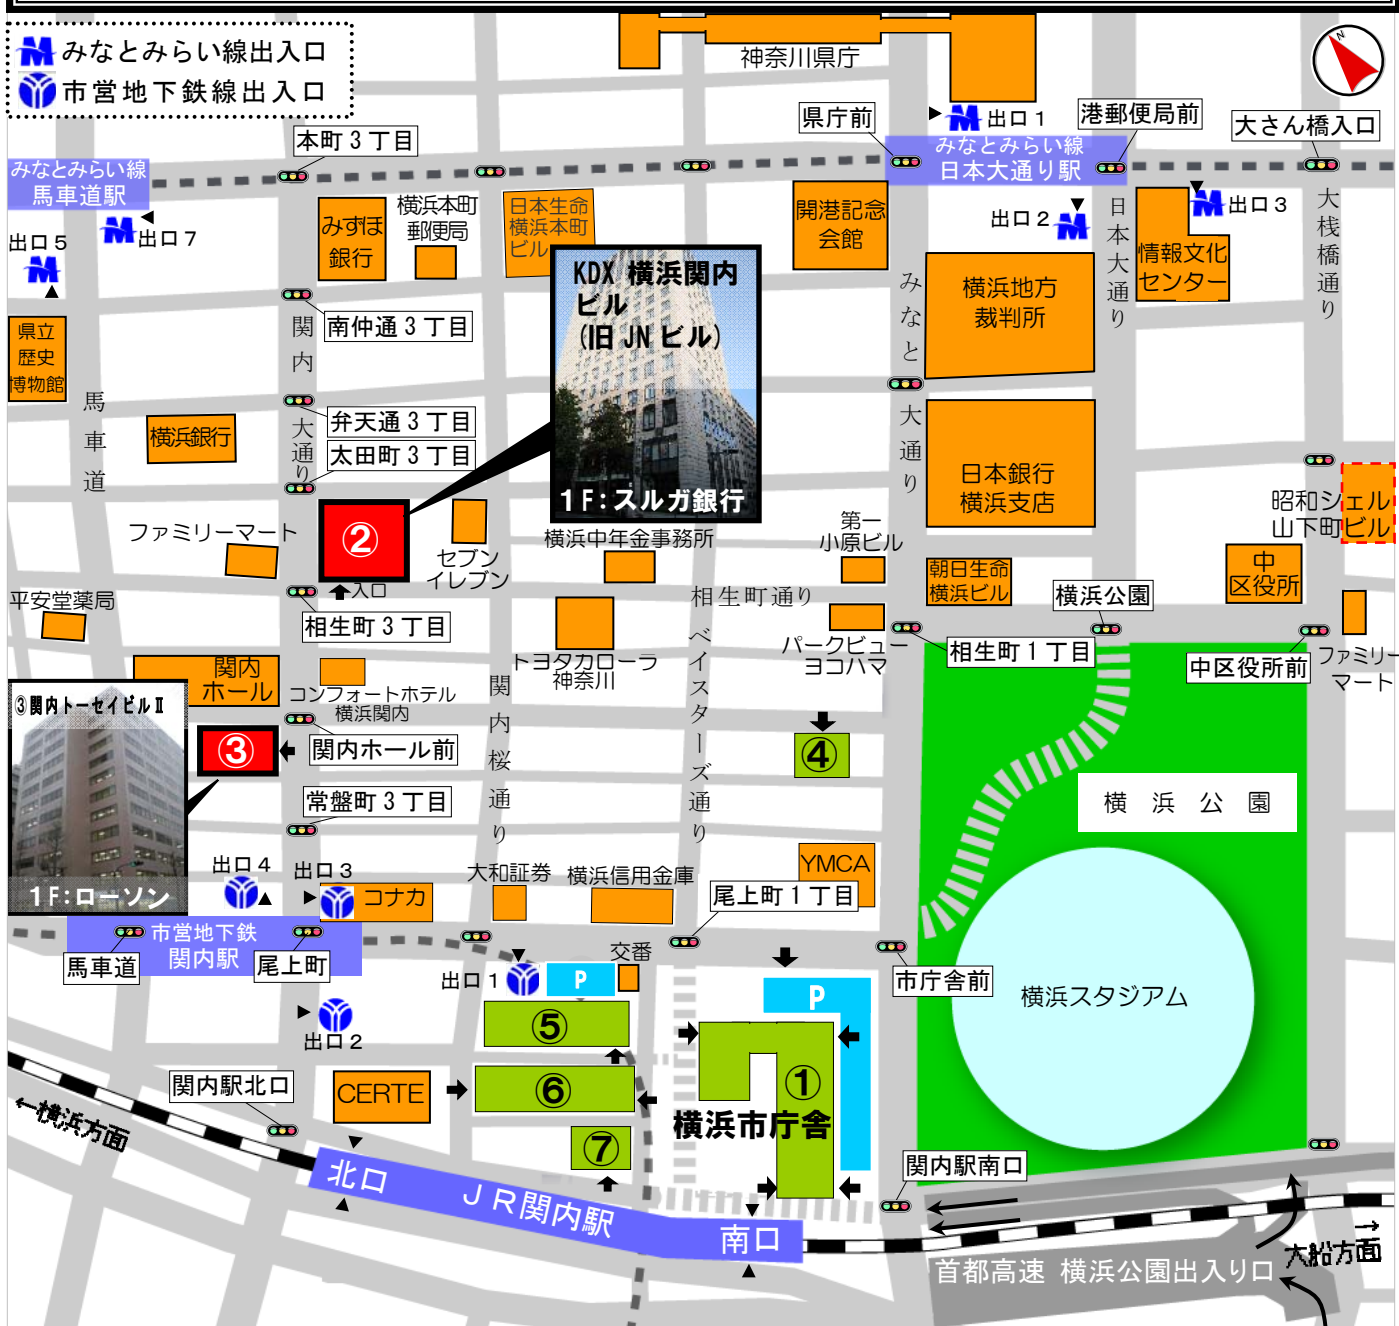 みなとみらい線出入口
市営地下鉄線出入口
神奈川県庁
N
本町3丁目
県庁前
出口1
港郵便局前
大さん橋入口
みなとみらい線
馬車道駅
みなとみらい線
日本大通り駅
出口5
出口7
みずほ
銀行
横浜本町
郵便局
日本生命
横浜本町
ビル
開港記念
会館
出口2
日本大通り
出口3
情報文化
センター
大桟橋通り
KDX 横浜関内
ビル
(旧JNビル)
1F:スルガ銀行
みなと
大通り
横浜地方
裁判所
県立
歴史
博物館
南仲通3丁目
関内
大通り
馬車道
横浜銀行
弁天通3丁目
太田町3丁目
日本銀行
横浜支店
昭和シェル
山下町ビル
ファミリーマート
②
入口
セブン
イレブン
横浜中年金事務所
第一
小原ビル
朝日生命
横浜ビル
中
区役所
平安堂薬局
相生町3丁目
相生町通り
横浜公園
トヨタカローラ
神奈川
パークビュー
ヨコハマ
相生町1丁目
中区役所前
ファミリー
マート
関内
ホール
コンフォートホテル
横浜関内
関内桜通り
ベイスターズ通り
③関内トーセイビルⅡ
1F:ローソン
③
関内ホール前
④
横浜公園
常盤町3丁目
出口4
出口3
コナカ
大和証券
横浜信用金庫
YMCA
尾上町1丁目
市営地下鉄
関内駅
馬車道
尾上町
出口1
P
交番
P
市庁舎前
横浜スタジアム
出口2
⑤
⑥
⑦
①
横浜市庁舎
関内駅北口
CERTE
←横浜方面
北口
JR関内駅
南口
関内駅南口
→
大船方面
首都高速 横浜公園出入り口